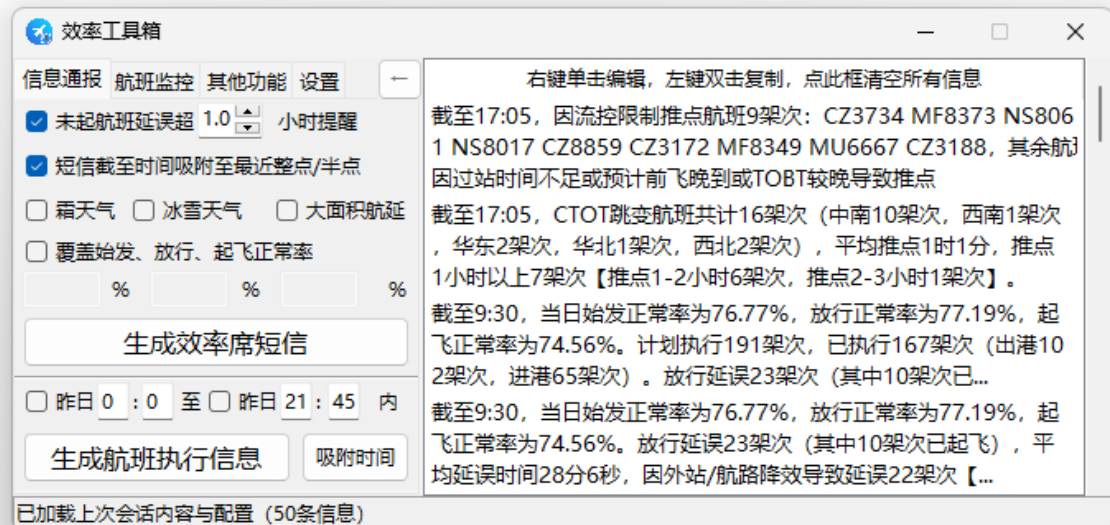 效率工具箱
信息通报 航班监控 其他功能 设置 ←
未起航班延误超 1.0 小时提醒
短信截至时间吸附至最近整点/半点
霜天气 冰雪天气 大面积航延
覆盖始发、放行、起飞正常率
% % %
生成效率席短信
昨日 0 : 0 至 昨日 21 : 45 内
生成航班执行信息 吸附时间
右键单击编辑，左键双击复制，点此框清空所有信息
截至17:05，因流控限制推点航班9架次：CZ3734 MF8373 NS806
1 NS8017 CZ8859 CZ3172 MF8349 MU6667 CZ3188，其余航
因过站时间不足或预计前飞晚到或TOBT较晚导致推点
截至17:05，CTOT跳变航班共计16架次（中南10架次，西南1架次
，华东2架次，华北1架次，西北2架次），平均推点1时1分，推点
1小时以上7架次【推点1-2小时6架次，推点2-3小时1架次】。
截至9:30，当日始发正常率为76.77%，放行正常率为77.19%，起
飞正常率为74.56%。计划执行191架次，已执行167架次（出港10
2架次，进港65架次）。放行延误23架次（其中10架次已...
截至9:30，当日始发正常率为76.77%，放行正常率为77.19%，起
飞正常率为74.56%。放行延误23架次（其中10架次已起飞），平
均延误时间28分6秒，因外站/航路降效导致延误22架次【...
已加载上次会话内容与配置（50条信息）